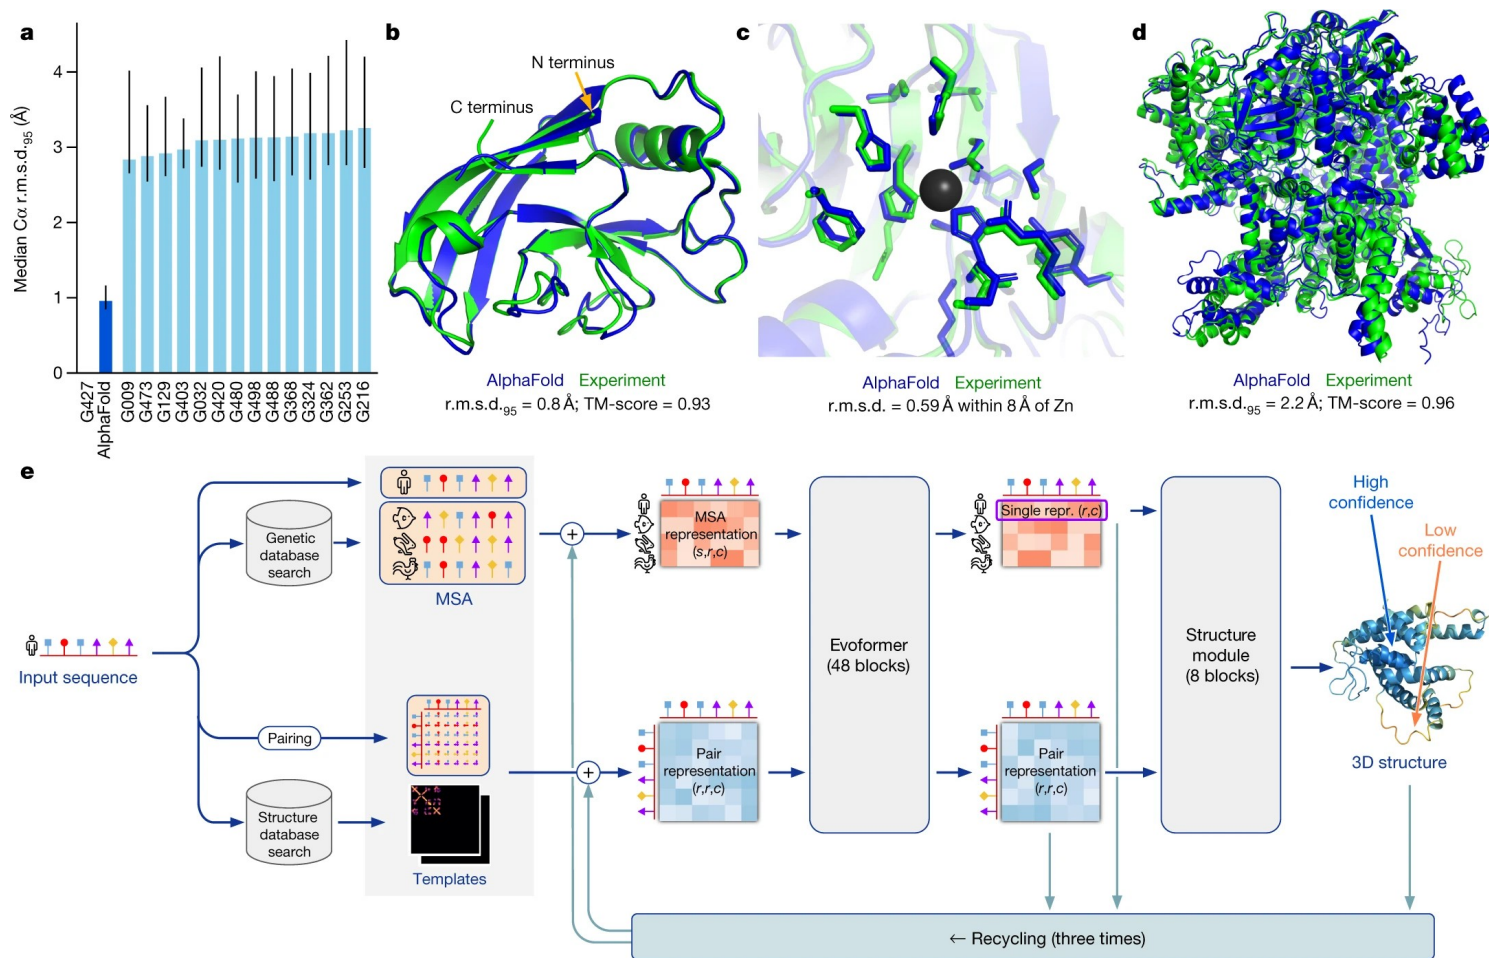 a
Median Cα r.m.s.d.95 (Å)
4
3
2
1
0
G427
AlphaFold
G009
G473
G129
G403
G032
G420
G480
G498
G488
G368
G324
G362
G253
G216
b
N terminus
C terminus
AlphaFold Experiment
r.m.s.d.95 = 0.8 Å; TM-score = 0.93
c
AlphaFold Experiment
r.m.s.d. = 0.59 Å within 8 Å of Zn
d
AlphaFold Experiment
r.m.s.d.95 = 2.2 Å; TM-score = 0.96
e
Input sequence
Genetic
database
search
Pairing
Structure
database
search
MSA
Templates
+
+
MSA
representation
(s,r,c)
Pair
representation
(r,r,c)
Evoformer
(48 blocks)
Single repr. (r,c)
Pair
representation
(r,r,c)
Structure
module
(8 blocks)
High
confidence
Low
confidence
3D structure
← Recycling (three times)